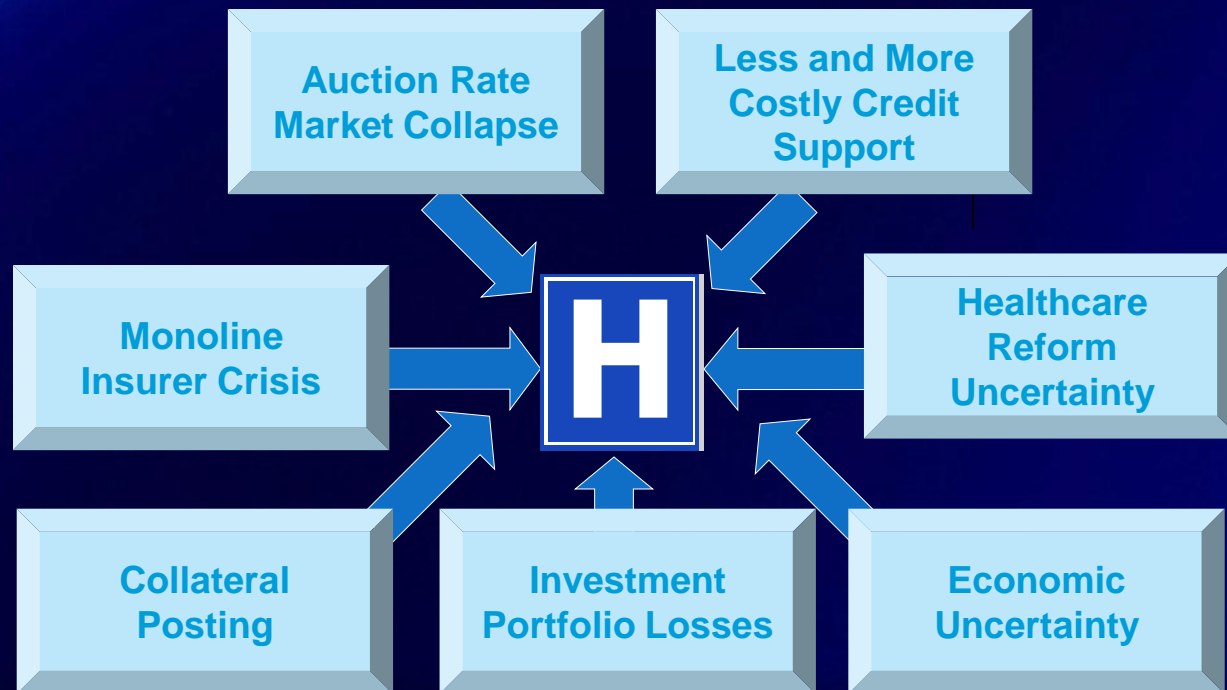 Auction Rate
Market Collapse
Less and More
Costly Credit
Support
Monoline
Insurer Crisis
H
Healthcare
Reform
Uncertainty
Collateral
Posting
Investment
Portfolio Losses
Economic
Uncertainty